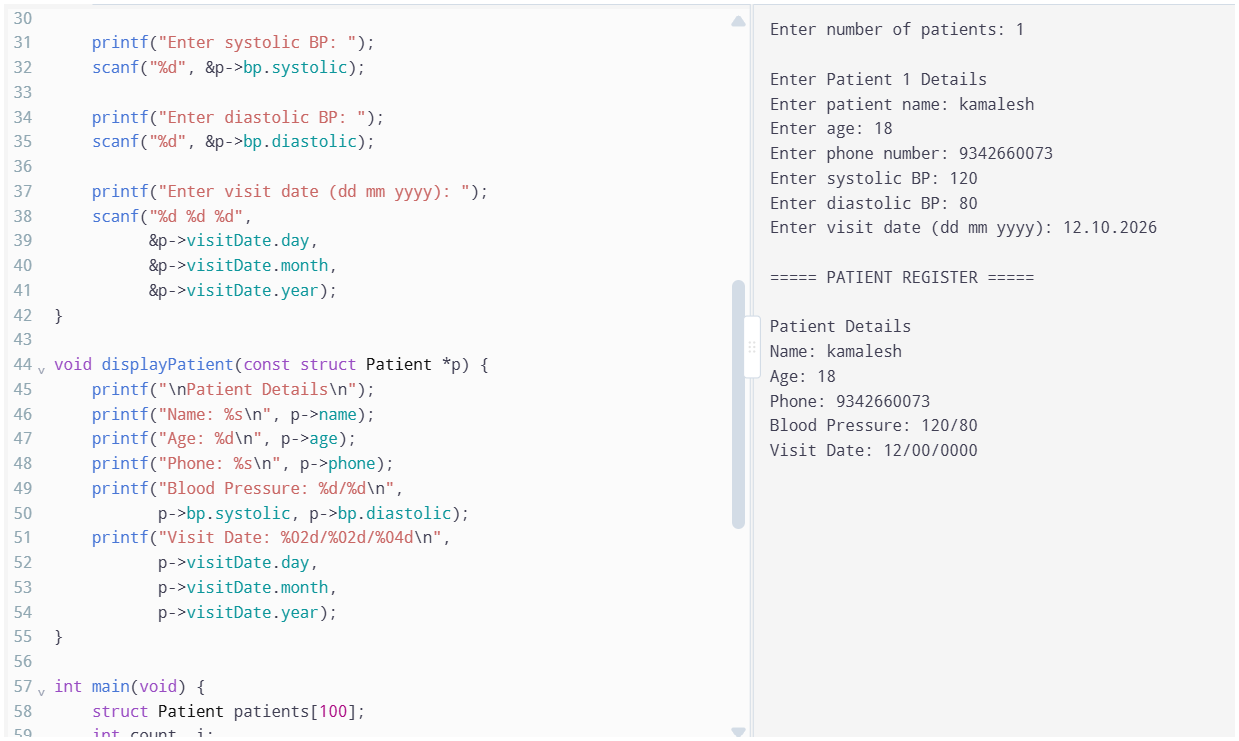 30
31     printf("Enter systolic BP: ");
32     scanf("%d", &p->bp.systolic);
33
34     printf("Enter diastolic BP: ");
35     scanf("%d", &p->bp.diastolic);
36
37     printf("Enter visit date (dd mm yyyy): ");
38     scanf("%d %d %d",
39           &p->visitDate.day,
40           &p->visitDate.month,
41           &p->visitDate.year);
42 }
43
44 void displayPatient(const struct Patient *p) {
45     printf("\nPatient Details\n");
46     printf("Name: %s\n", p->name);
47     printf("Age: %d\n", p->age);
48     printf("Phone: %s\n", p->phone);
49     printf("Blood Pressure: %d/%d\n",
50            p->bp.systolic, p->bp.diastolic);
51     printf("Visit Date: %02d/%02d/%04d\n",
52            p->visitDate.day,
53            p->visitDate.month,
54            p->visitDate.year);
55 }
56
57 int main(void) {
58     struct Patient patients[100];
59     int count, i;
Enter number of patients: 1

Enter Patient 1 Details
Enter patient name: kamalesh
Enter age: 18
Enter phone number: 9342660073
Enter systolic BP: 120
Enter diastolic BP: 80
Enter visit date (dd mm yyyy): 12.10.2026

===== PATIENT REGISTER =====

Patient Details
Name: kamalesh
Age: 18
Phone: 9342660073
Blood Pressure: 120/80
Visit Date: 12/00/0000